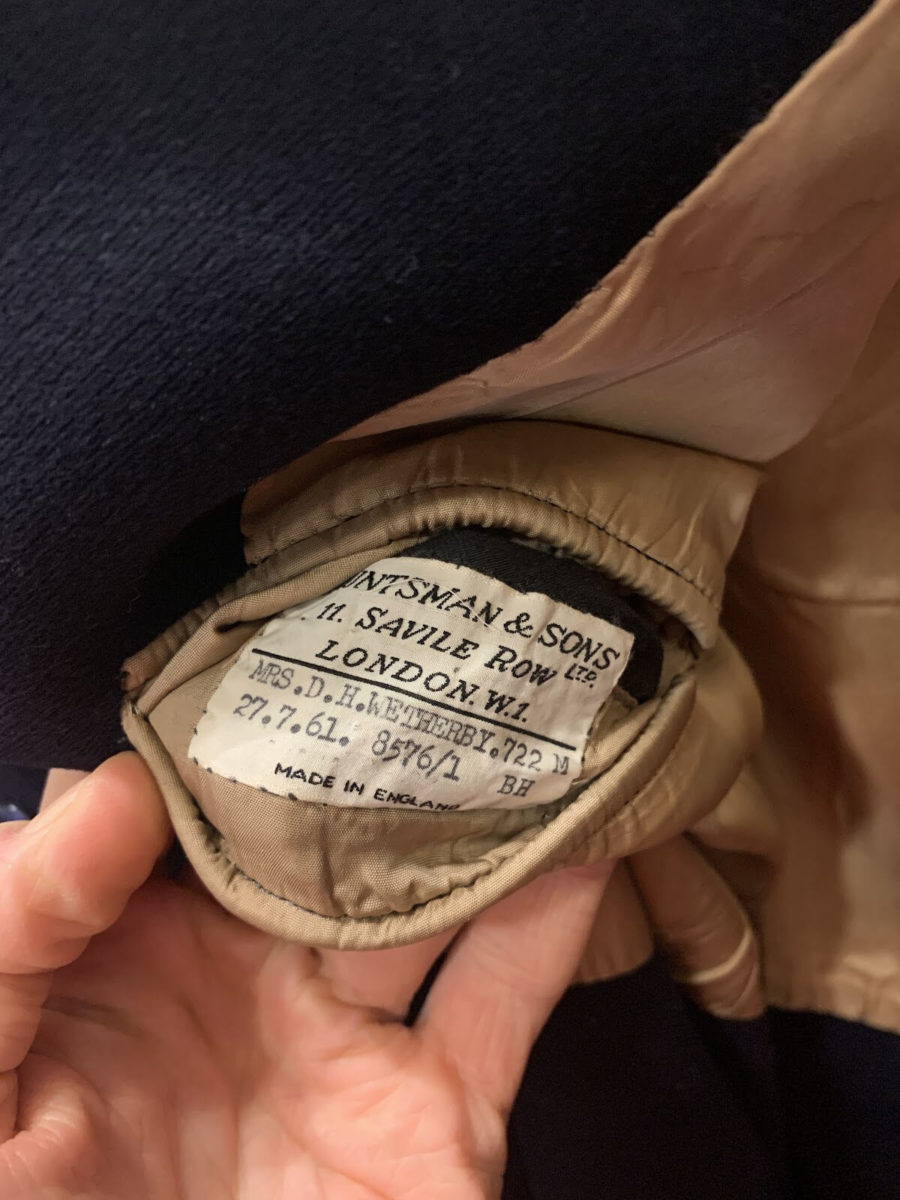 UNTSMAN & SONS LTD.
11. SAVILE ROW
LONDON. W.1.
MRS.D.H.WETHERBY.722 M
27.7.61. 8576/1 BH
MADE IN ENGLAND